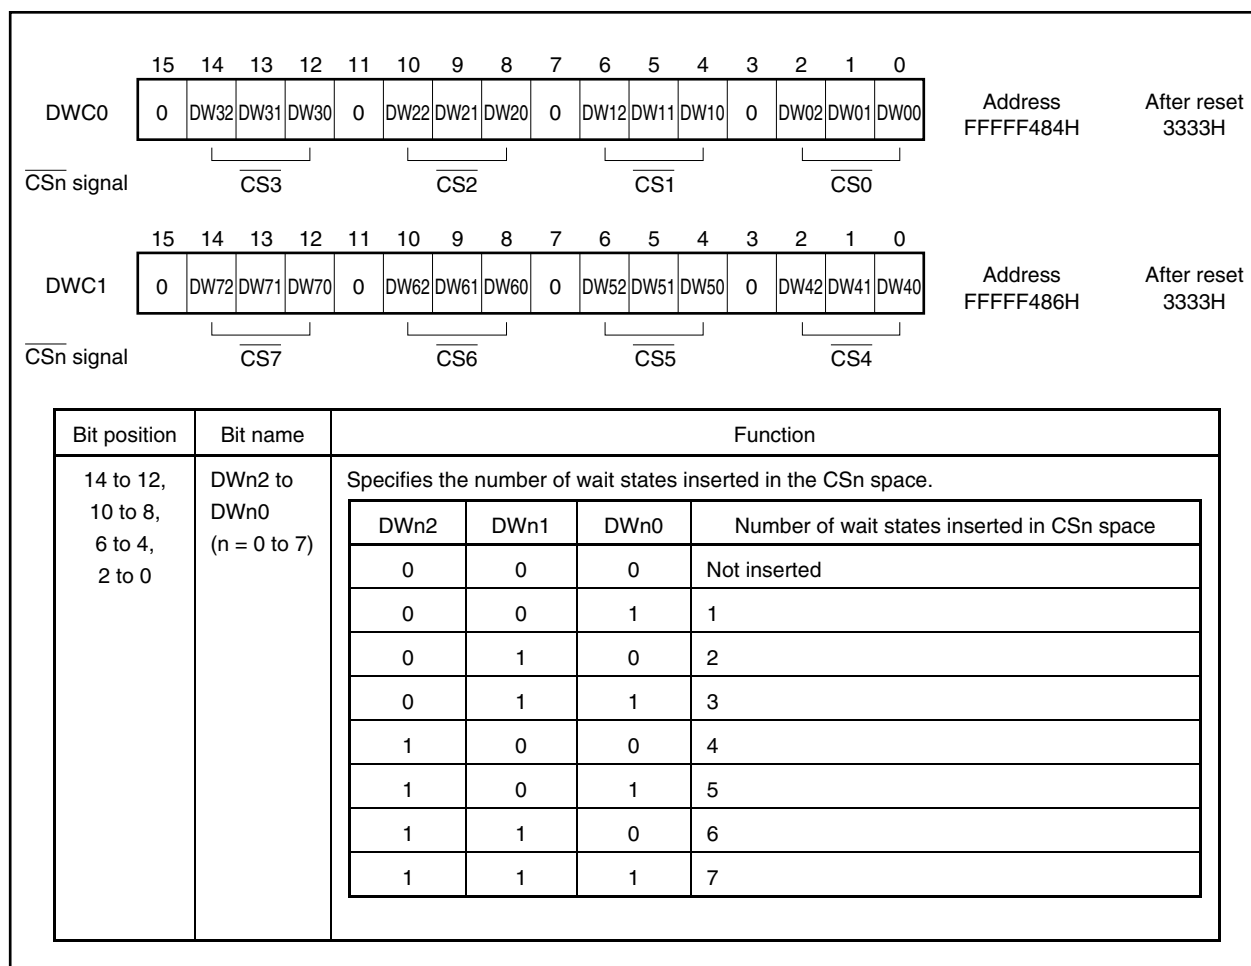 15 14 13 12 11 10 9 8 7 6 5 4 3 2 1 0
DWC0 0 DW32 DW31 DW30 0 DW22 DW21 DW20 0 DW12 DW11 DW10 0 DW02 DW01 DW00 Address FFFFF484H After reset 3333H
CSn signal CS3 CS2 CS1 CS0
15 14 13 12 11 10 9 8 7 6 5 4 3 2 1 0
DWC1 0 DW72 DW71 DW70 0 DW62 DW61 DW60 0 DW52 DW51 DW50 0 DW42 DW41 DW40 Address FFFFF486H After reset 3333H
CSn signal CS7 CS6 CS5 CS4
Bit position Bit name Function
14 to 12,
10 to 8,
6 to 4,
2 to 0
DWn2 to
DWn0
(n = 0 to 7)
Specifies the number of wait states inserted in the CSn space.
DWn2 DWn1 DWn0 Number of wait states inserted in CSn space
0 0 0 Not inserted
0 0 1 1
0 1 0 2
0 1 1 3
1 0 0 4
1 0 1 5
1 1 0 6
1 1 1 7